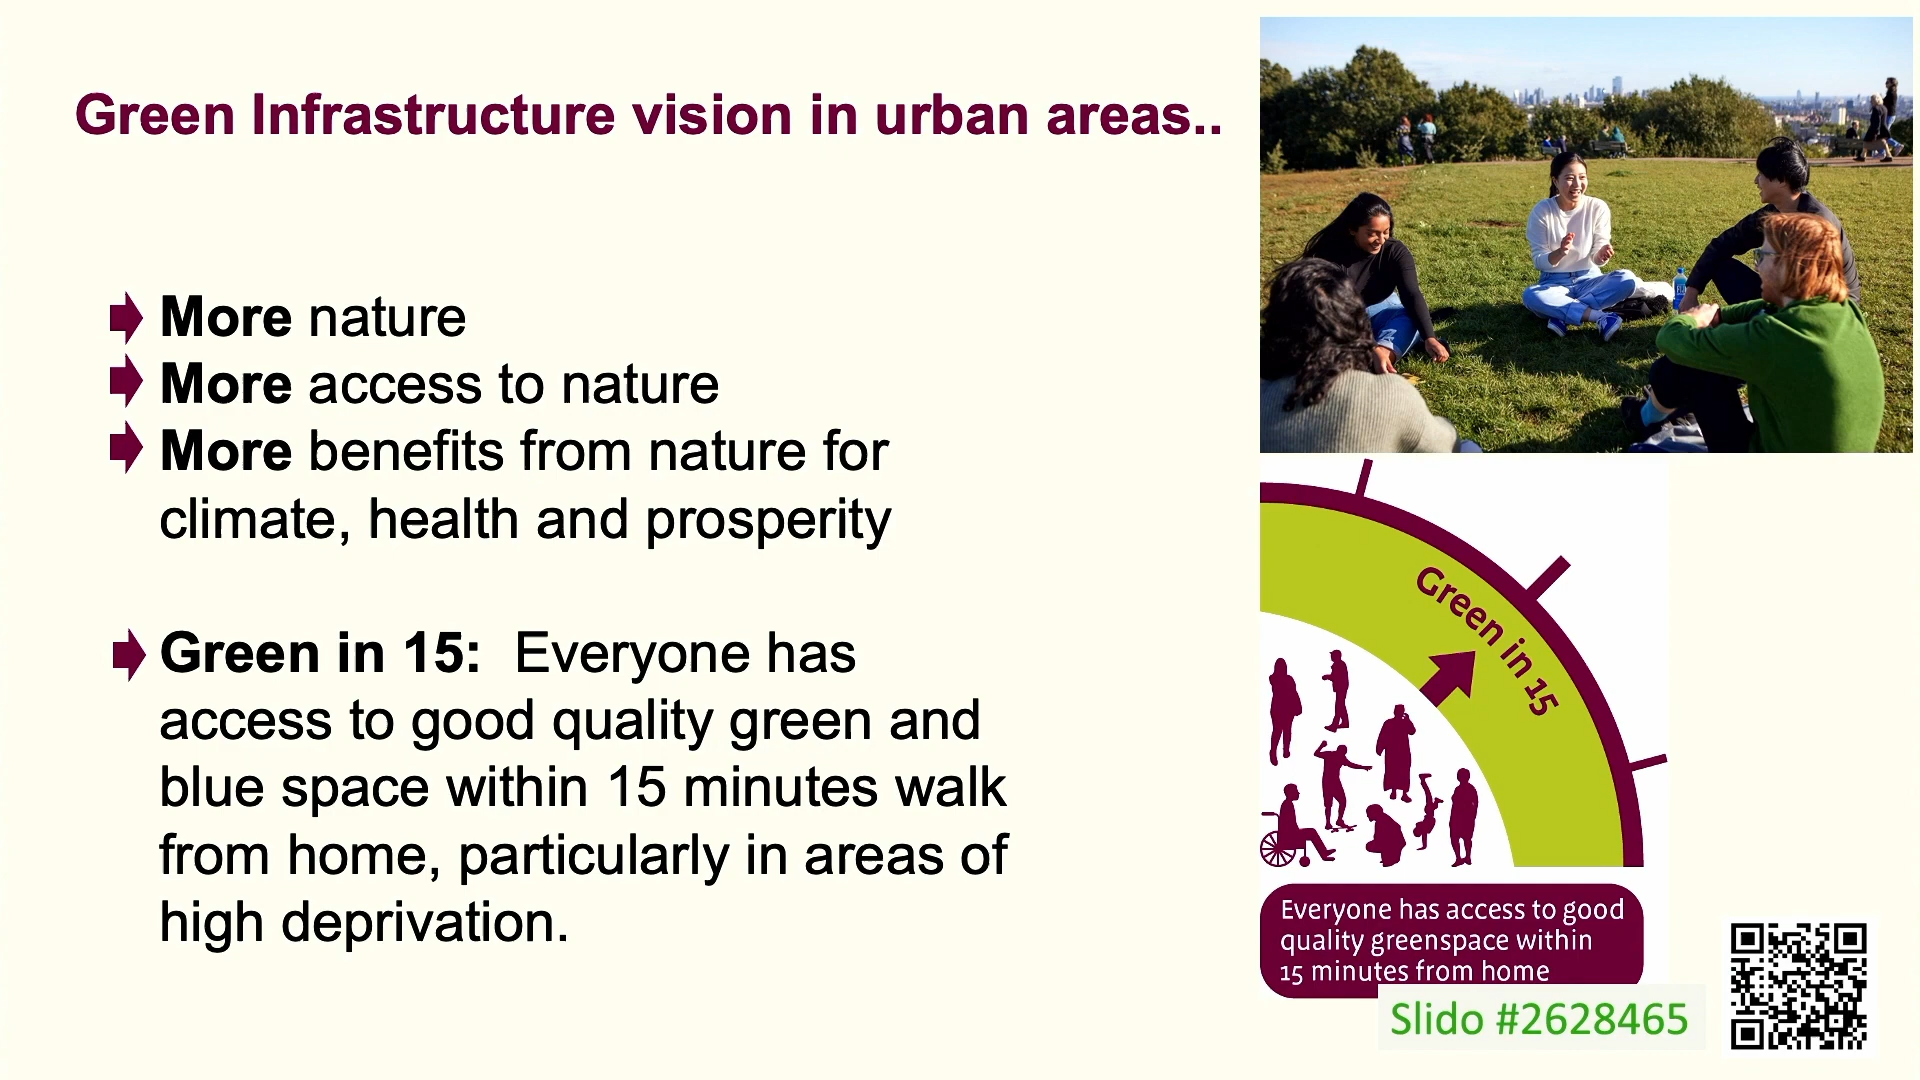 Green Infrastructure vision in urban areas..
More nature
More access to nature
More benefits from nature for
climate, health and prosperity
Green in 15:  Everyone has
access to good quality green and
blue space within 15 minutes walk
from home, particularly in areas of
high deprivation.
Green in 15
Everyone has access to good
quality greenspace within
15 minutes from home
Slido #2628465